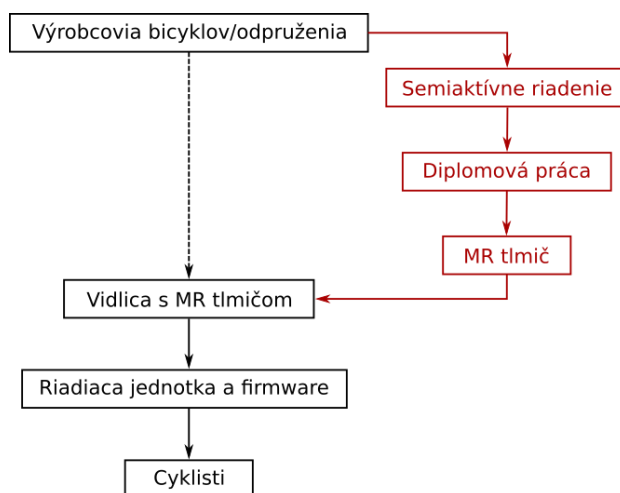 Výrobcovia bicyklov/odpruženia
Semiaktívne riadenie
Diplomová práca
MR tlmič
Vidlica s MR tlmičom
Riadiaca jednotka a firmware
Cyklisti